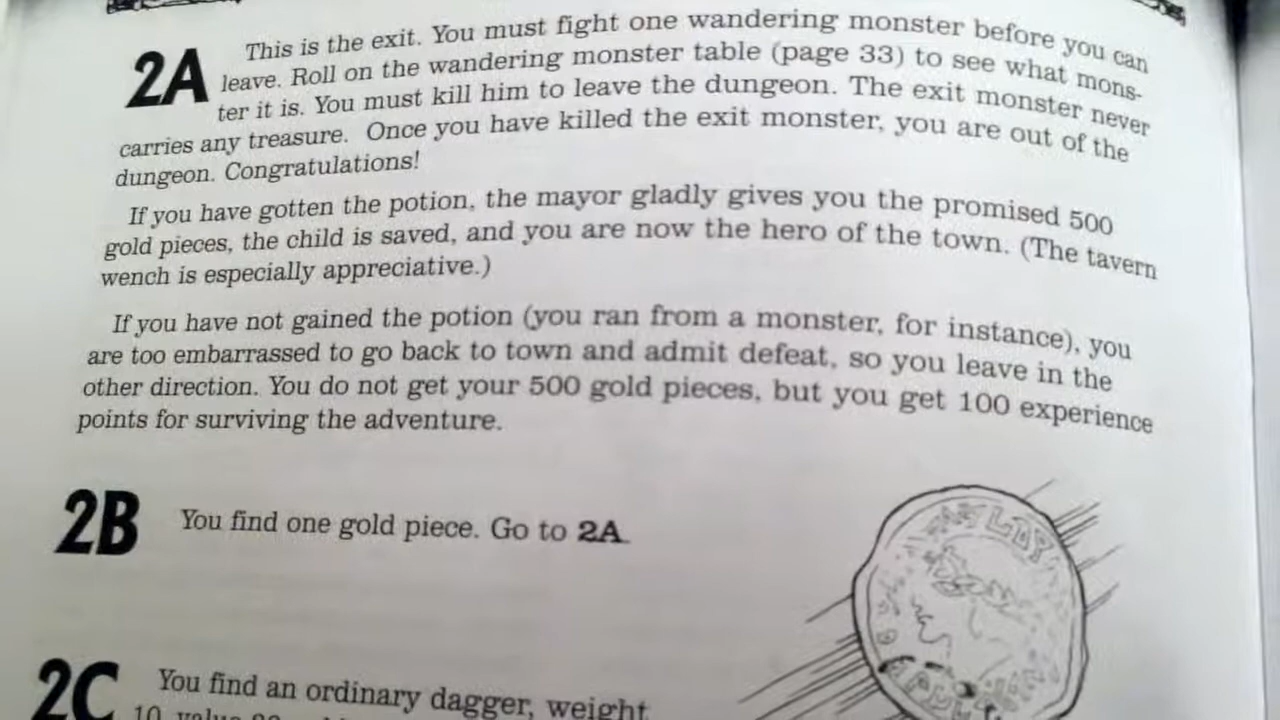 2A This is the exit. You must fight one wandering monster before you can
leave. Roll on the wandering monster table (page 33) to see what mons-
ter it is. You must kill him to leave the dungeon. The exit monster never
carries any treasure. Once you have killed the exit monster, you are out of the
dungeon. Congratulations!
If you have gotten the potion, the mayor gladly gives you the promised 500
gold pieces, the child is saved, and you are now the hero of the town. (The tavern
wench is especially appreciative.)
If you have not gained the potion (you ran from a monster, for instance), you
are too embarrassed to go back to town and admit defeat, so you leave in the
other direction. You do not get your 500 gold pieces, but you get 100 experience
points for surviving the adventure.
2B You find one gold piece. Go to 2A.
2C You find an ordinary dagger, weight
10, value